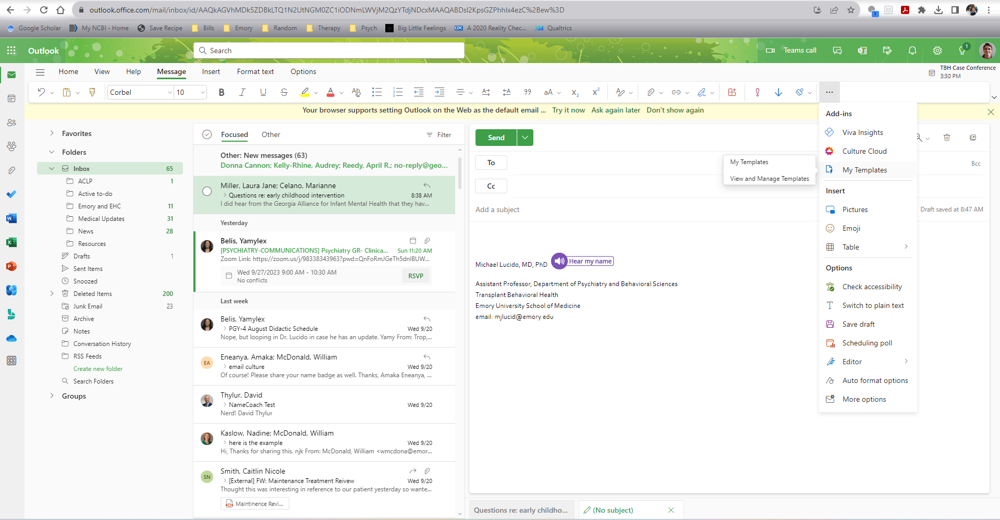 outlook.office.com/mail/inbox/id/AAQkAGVhMDk5ZDBkLTQ1N2UtNGM0ZC1iODNmLWVjM2QzYTdjNDcxMAAQABDsl2KpsGZPhhIx4ezC%2Bew%3D
Google Scholar My NCBI - Home Save Recipe Bills Emory Random Therapy Psych Big Little Feelings CDC A 2020 Reality Chec... XM Qualtrics
Outlook Search Teams call 1
Home View Help Message Insert Format text Options
TBH Case Conference
3:30 PM
Corbel 10
Your browser supports setting Outlook on the Web as the default email ... Try it now Ask again later Don't show again
Favorites
Folders
Inbox 65
ACLP 1
Active to-do
Emory and EHC 11
Medical Updates 31
News 28
Resources
Drafts 1
Sent Items
Snoozed
Deleted Items 200
Junk Email 23
Archive
Notes
Conversation History
RSS Feeds
Create new folder
Search Folders
Groups
Focused Other Filter
Other: New messages (63)
Donna Cannon; Kelly-Rhine, Audrey; Reedy, April R.; no-reply@geo...
Miller, Laura Jane; Celano, Marianne
Questions re: early childhood intervention 8:38 AM
I did hear from the Georgia Alliance for Infant Mental Health that they hav...
Yesterday
Belis, Yamylex
[PSYCHIATRY-COMMUNICATIONS] Psychiatry GR- Clinica... Sun 11:20 AM
Zoom Link: https://zoom.us/j/98338343963?pwd=QnFoRmJGeTh5dnlBUW...
Wed 9/27/2023 9:00 AM - 10:30 AM
No conflicts
RSVP
Last week
Belis, Yamylex
PGY-4 August Didactic Schedule Wed 9/20
Nope, but looping in Dr. Lucido in case he has an update. Yamy From: Trop,...
EA
Eneanya, Amaka; McDonald, William
email culture Wed 9/20
Of course! Please share your name badge as well. Thanks, Amaka Eneanya, ...
Thylur, David
NameCoach Test Wed 9/20
Nerd! David Thylur
Kaslow, Nadine; McDonald, William
here is the example Wed 9/20
Hi, Thanks for sharing this. njk From: McDonald, William <wmcdona@emor...
SN
Smith, Caitlin Nicole
[External] FW: Maintenance Treatment Reivew Wed 9/20
Thought this was interesting in reference to our patient yesterday so wante...
Maintinence Revi...
Send
To
Cc
Bcc
Add a subject
Draft saved at 8:47 AM
Michael Lucido, MD, PhD Hear my name
Assistant Professor, Department of Psychiatry and Behavioral Sciences
Transplant Behavioral Health
Emory University School of Medicine
email: mjlucid@emory.edu
My Templates
View and Manage Templates
Add-ins
Viva Insights
Culture Cloud
My Templates
Insert
Pictures
Emoji
Table
Options
Check accessibility
Switch to plain text
Save draft
Scheduling poll
Editor
Auto format options
More options
Questions re: early childho... (No subject)